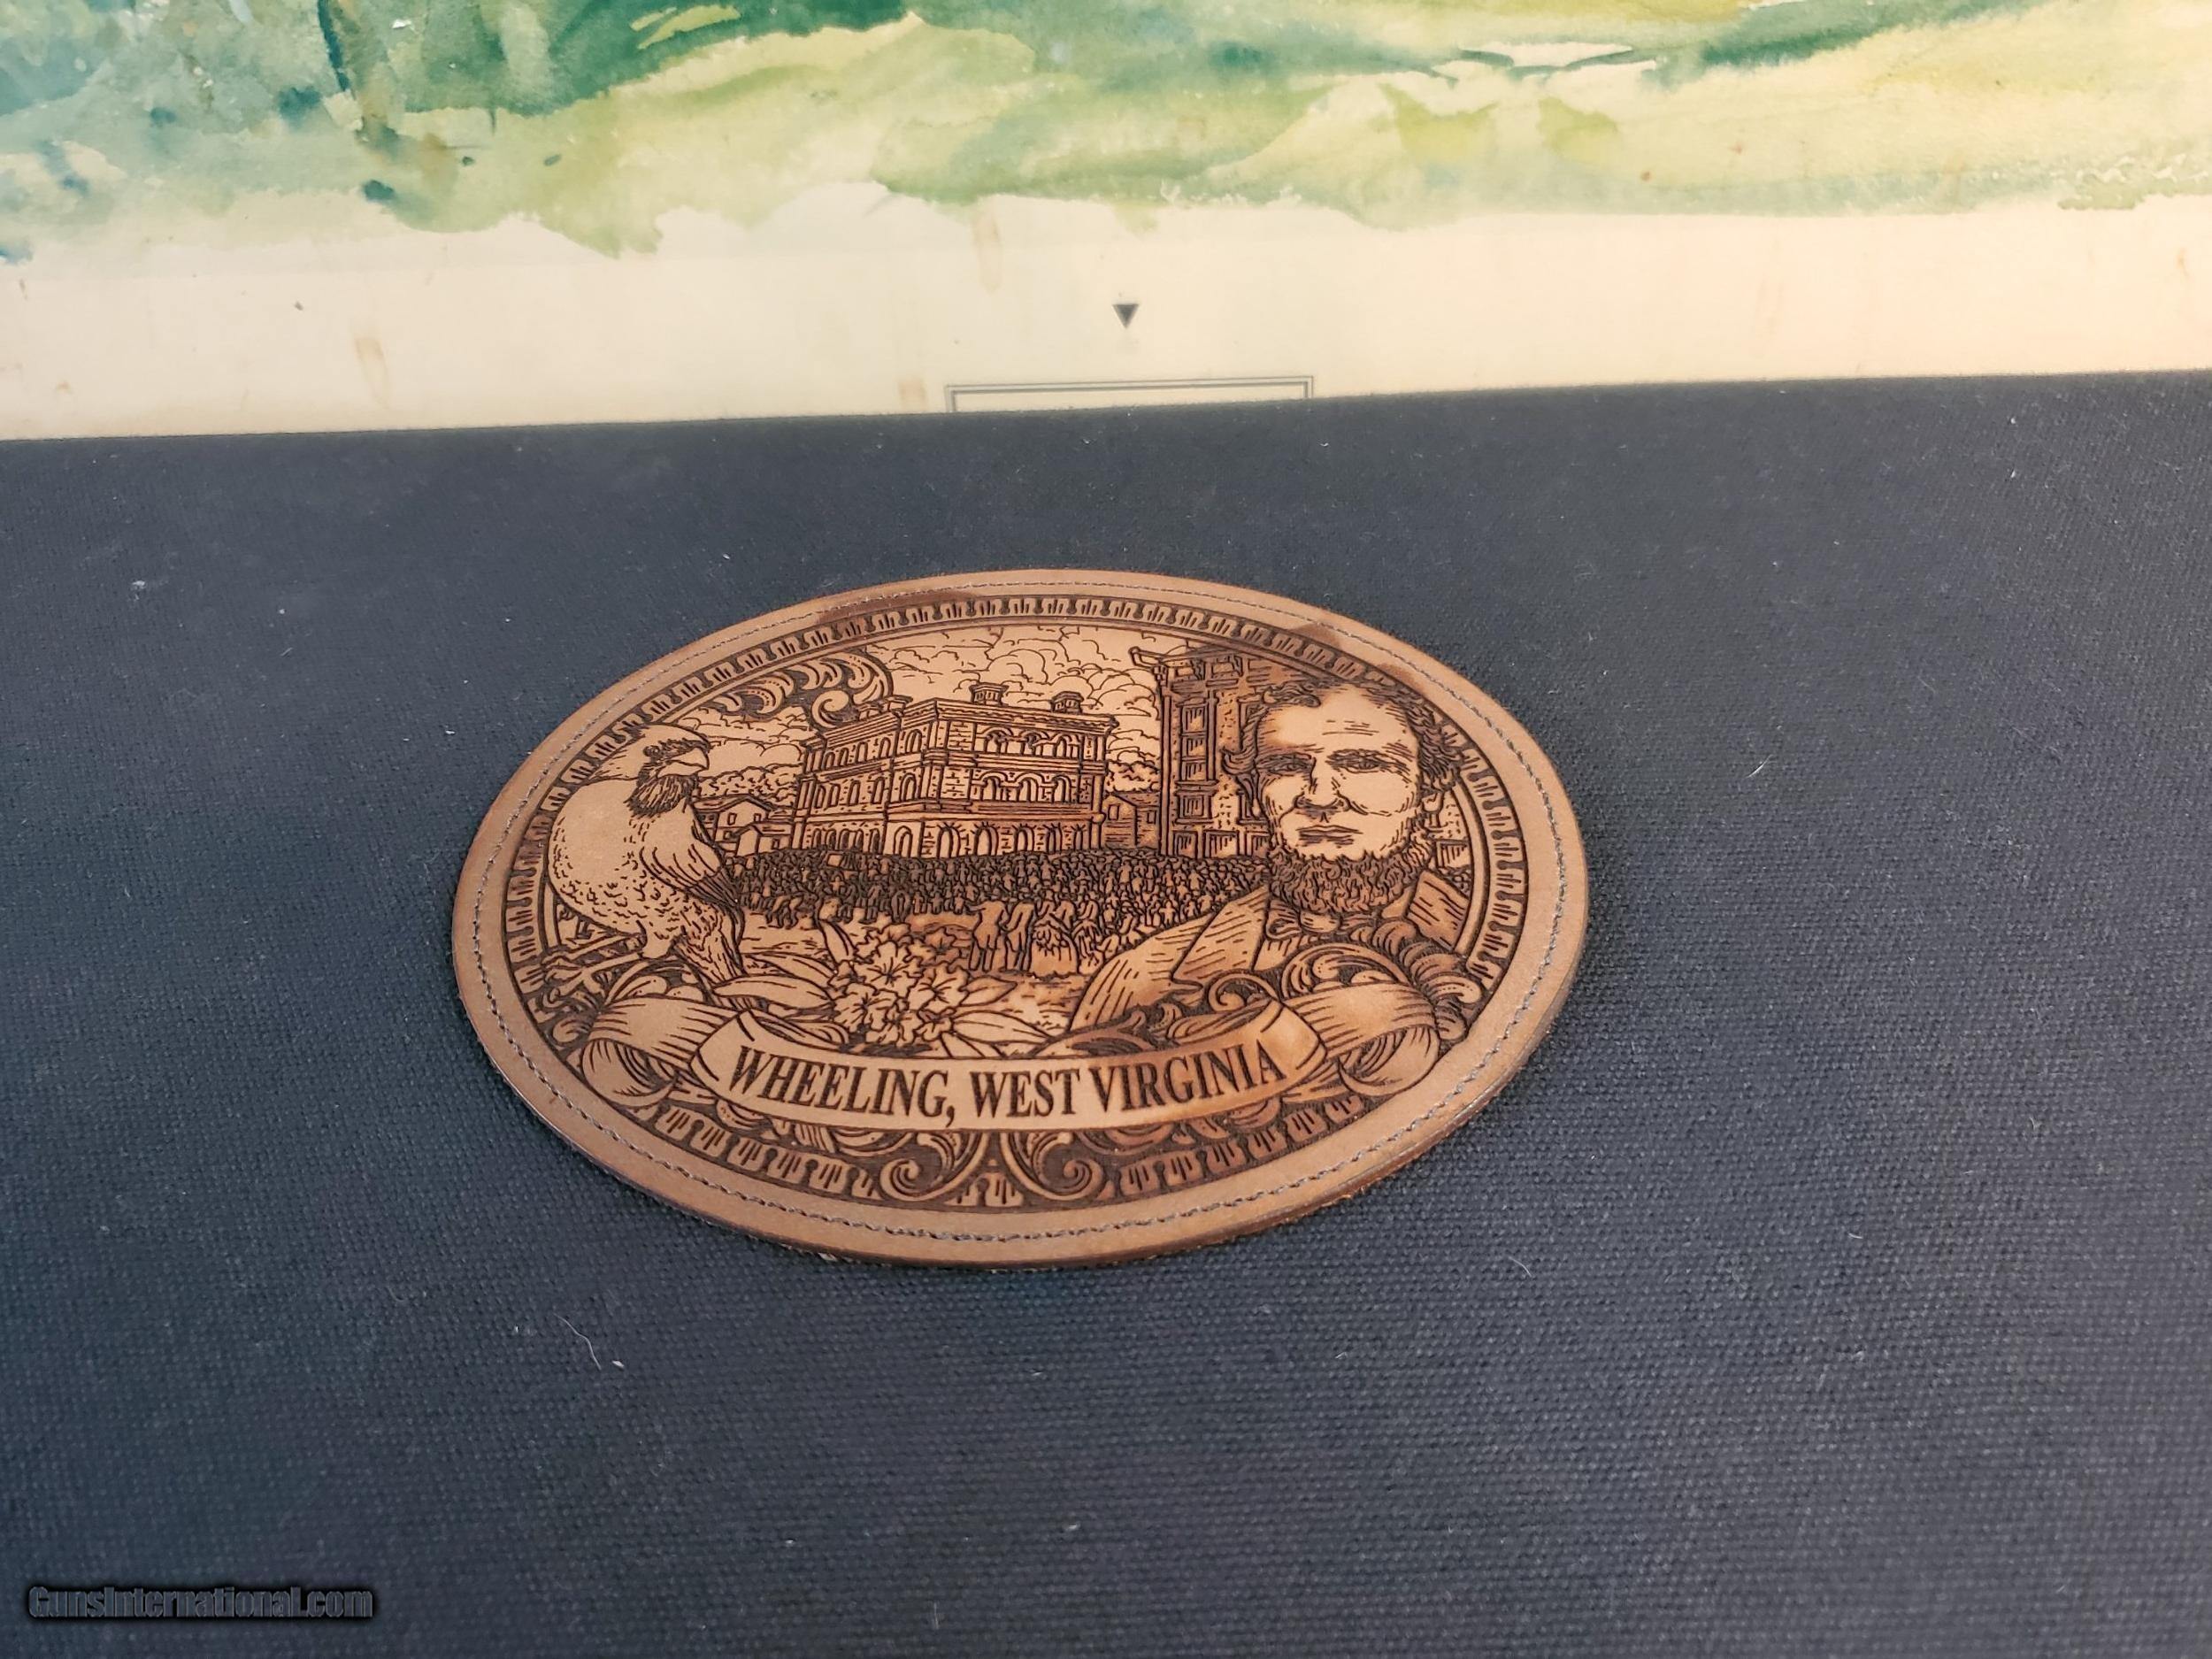 WHEELING, WEST VIRGINIA
GunsInternational.com